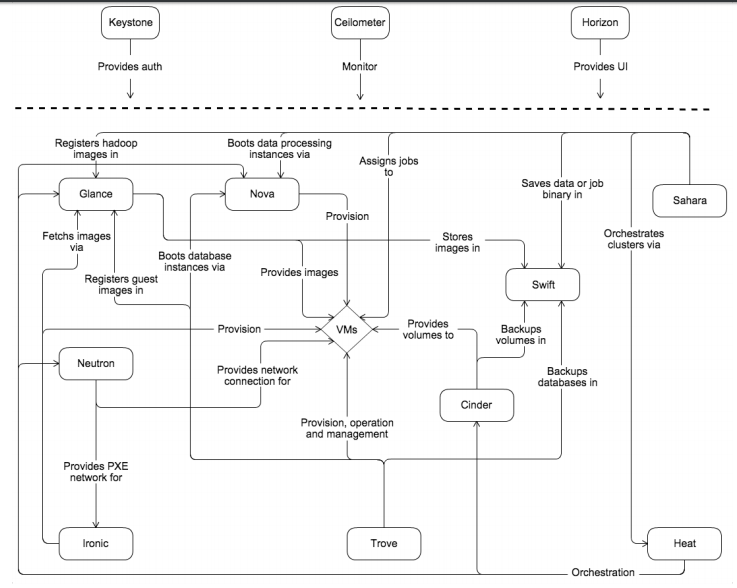 Keystone
Ceilometer
Horizon
Provides auth
Monitor
Provides UI
Registers hadoop
images in
Boots data processing
instances via
Assigns jobs
to
Saves data or job
binary in
Glance
Nova
Sahara
Provision
Fetchs images
via
Stores
images in
Orchestrates
clusters via
Boots database
instances via
Provides images
Registers guest
images in
Swift
Provision
VMs
Provides
volumes to
Backups
volumes in
Neutron
Provides network
connection for
Backups
databases in
Cinder
Provision, operation
and management
Provides PXE
network for
Ironic
Trove
Heat
Orchestration